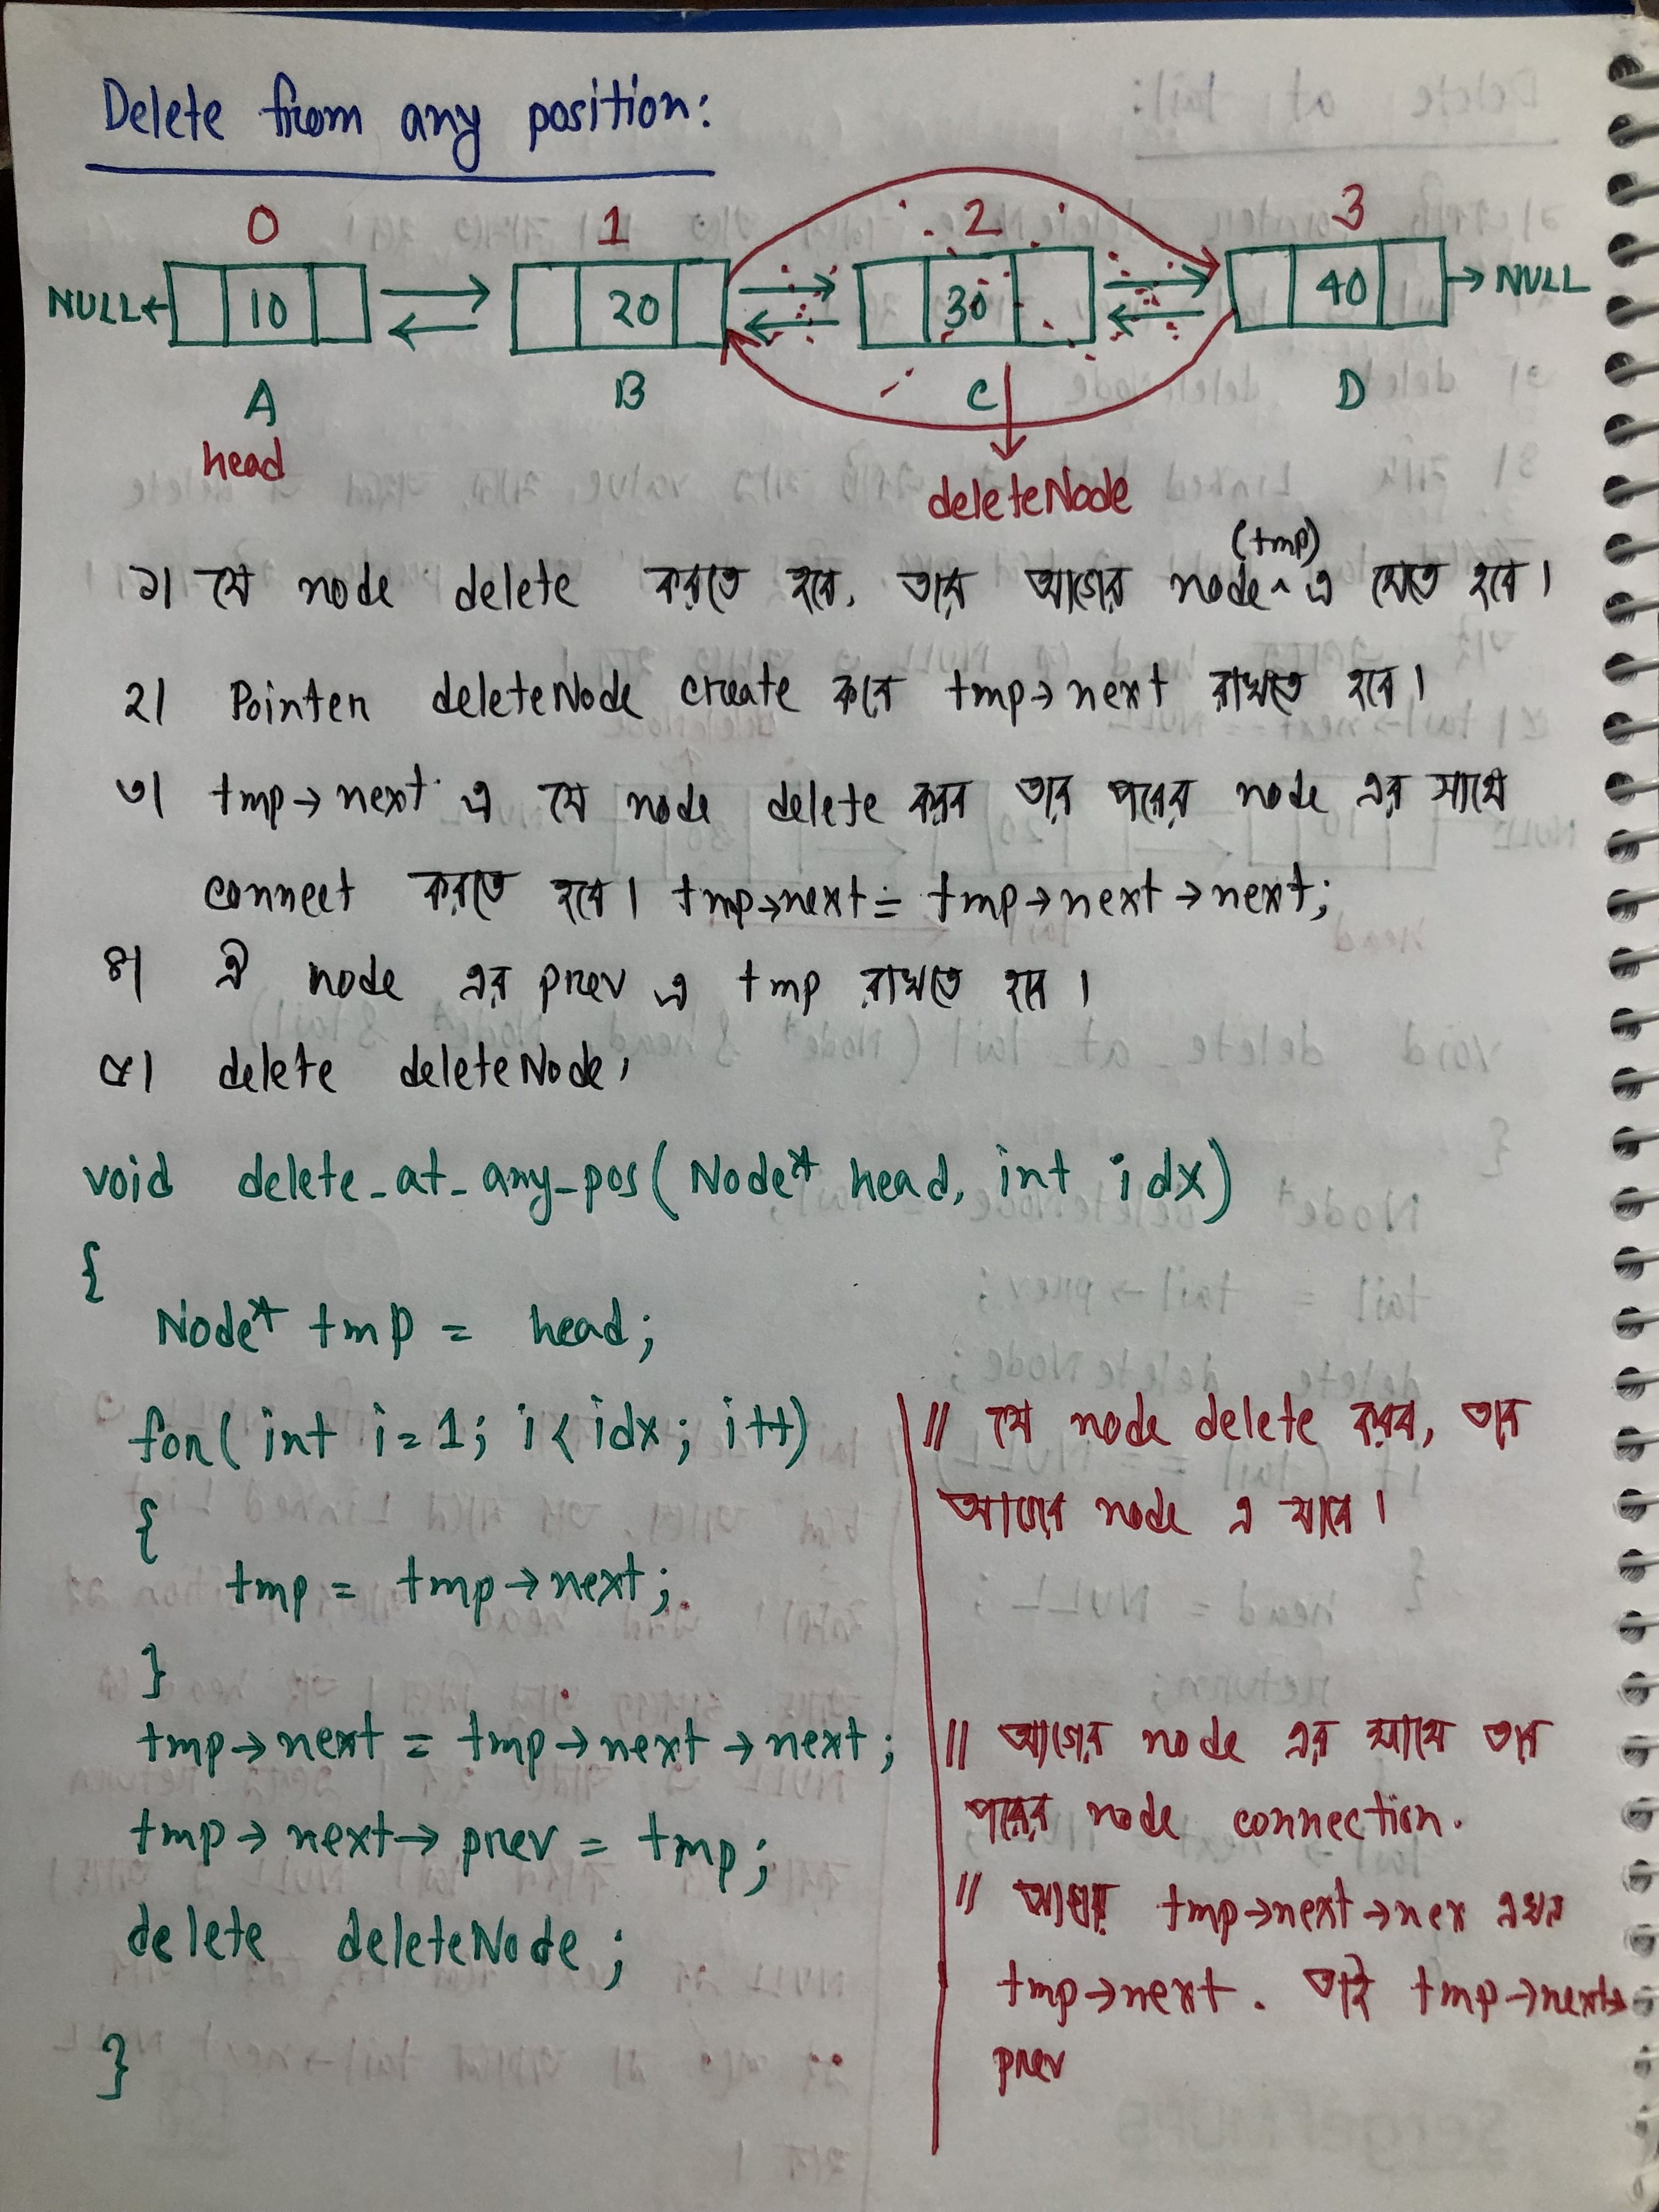 Delete from any position:
0 1 2 3
NULL 10 20 30 40 NULL
A B C D
head
deleteNode
(tmp)
১। যে node delete করতে হবে, তার আগের node এ যেতে হবে।
২। Pointer deleteNode create করে tmp→next রাখতে হবে।
৩। tmp→next এ যে node delete করব তার পরের node এর সাথে
connect করতে হবে। tmp→next = tmp→next→next;
৪। ঐ node এর prev এ tmp রাখতে হবে।
৫। delete deleteNode,
void delete_at_any_pos(Node* head, int idx)
{
Node* tmp = head;
for(int i=1; i<idx; i++) // যে node delete করব, তার
{ আগের node এ যাবে।
tmp = tmp→next;
}
tmp→next = tmp→next→next; // আগের node এর সাথে তার
পরের node connection.
tmp→next→prev = tmp;
// tmp→next→nex এখন
delete deleteNode;
tmp→next. তাই tmp→next→
prev
}